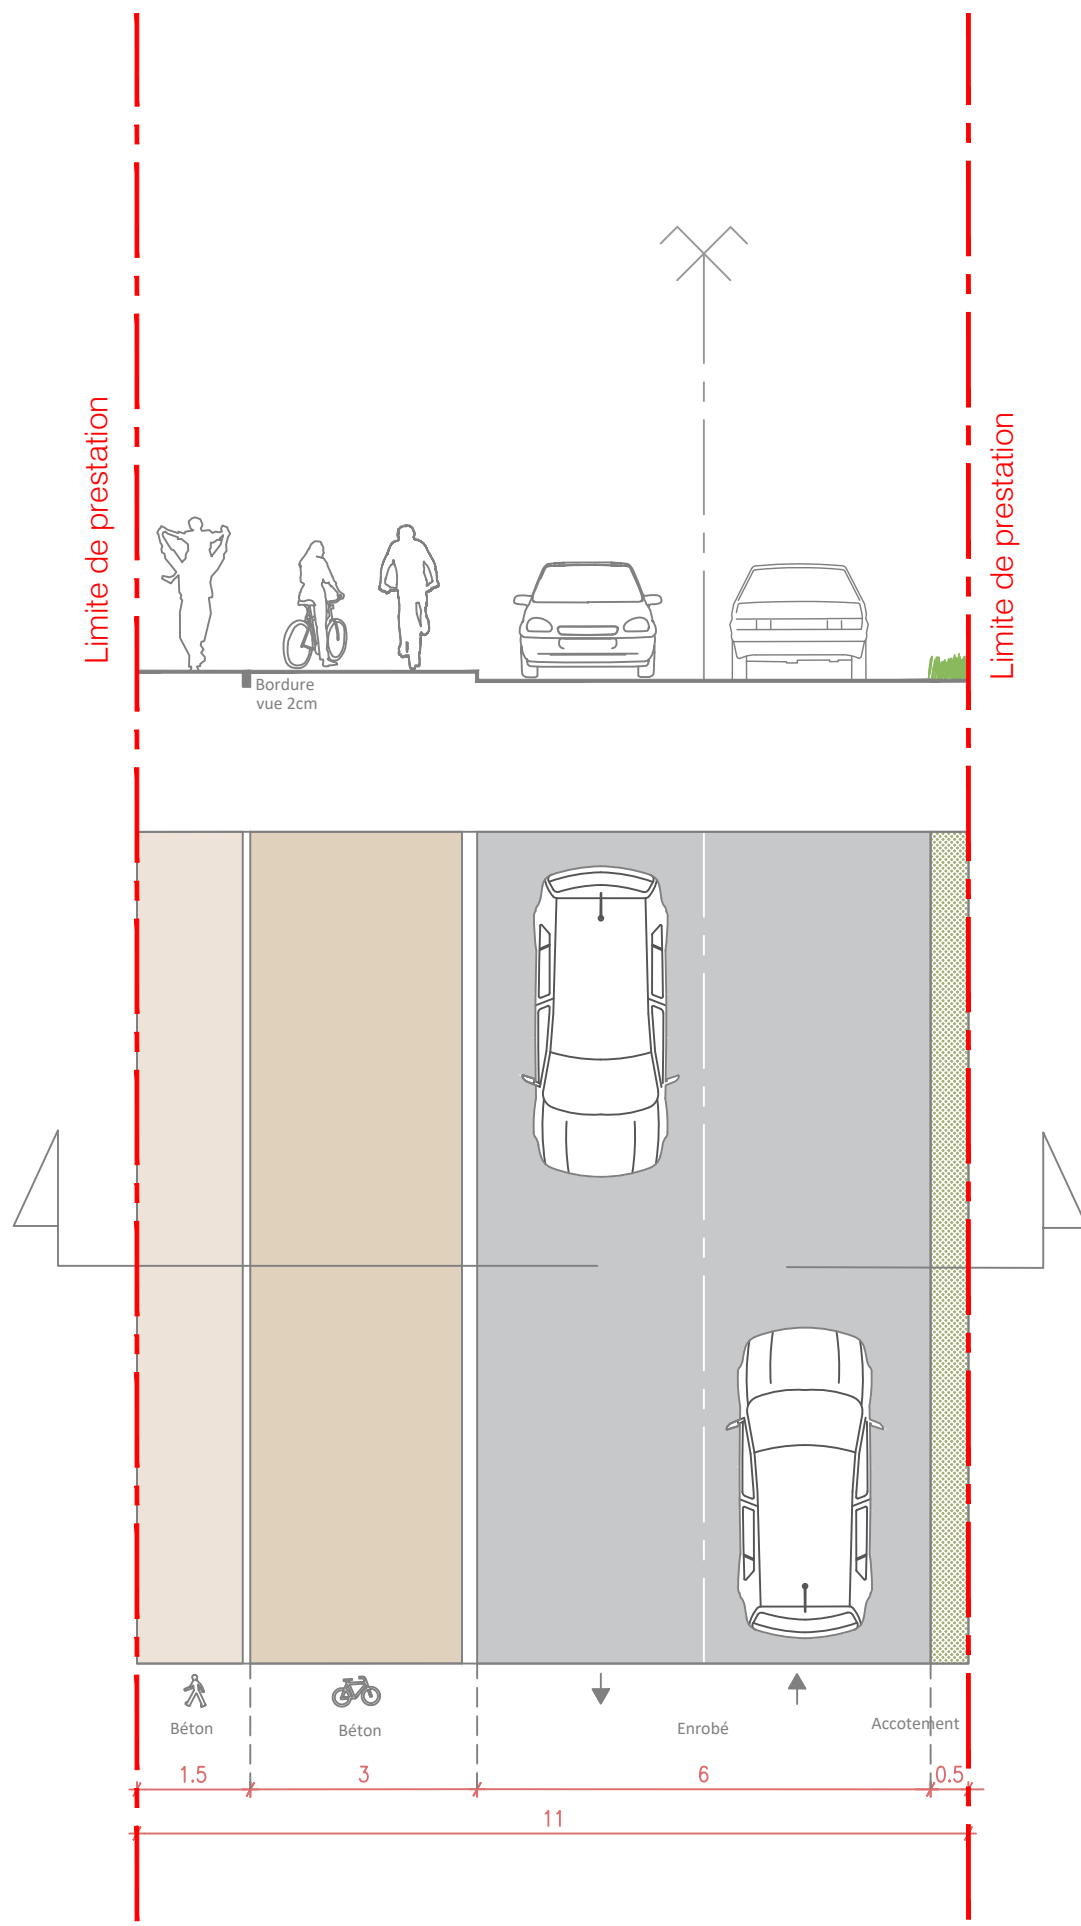 Limite de prestation
Limite de prestation
Bordure
vue 2cm
Béton
Béton
Enrobé
Accotement
1.5
3
6
0.5
11